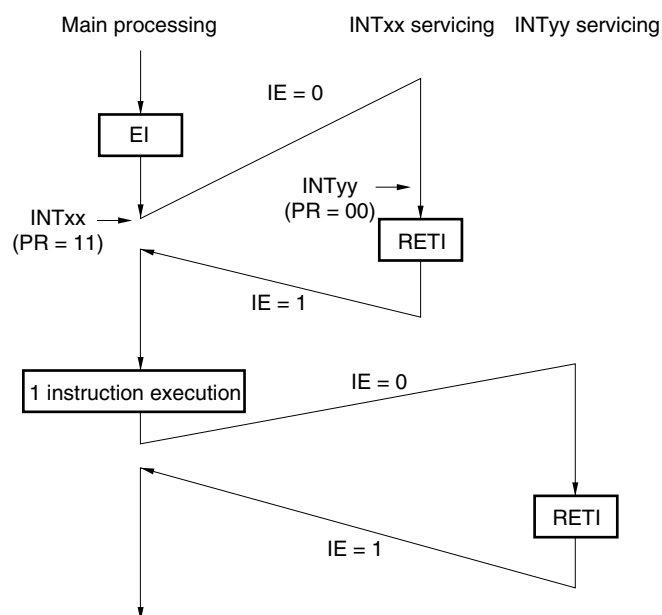 Main processing
INTxx servicing
INTyy servicing
IE = 0
EI
INTyy
(PR = 00)
INTxx
(PR = 11)
RETI
IE = 1
1 instruction execution
IE = 0
RETI
IE = 1